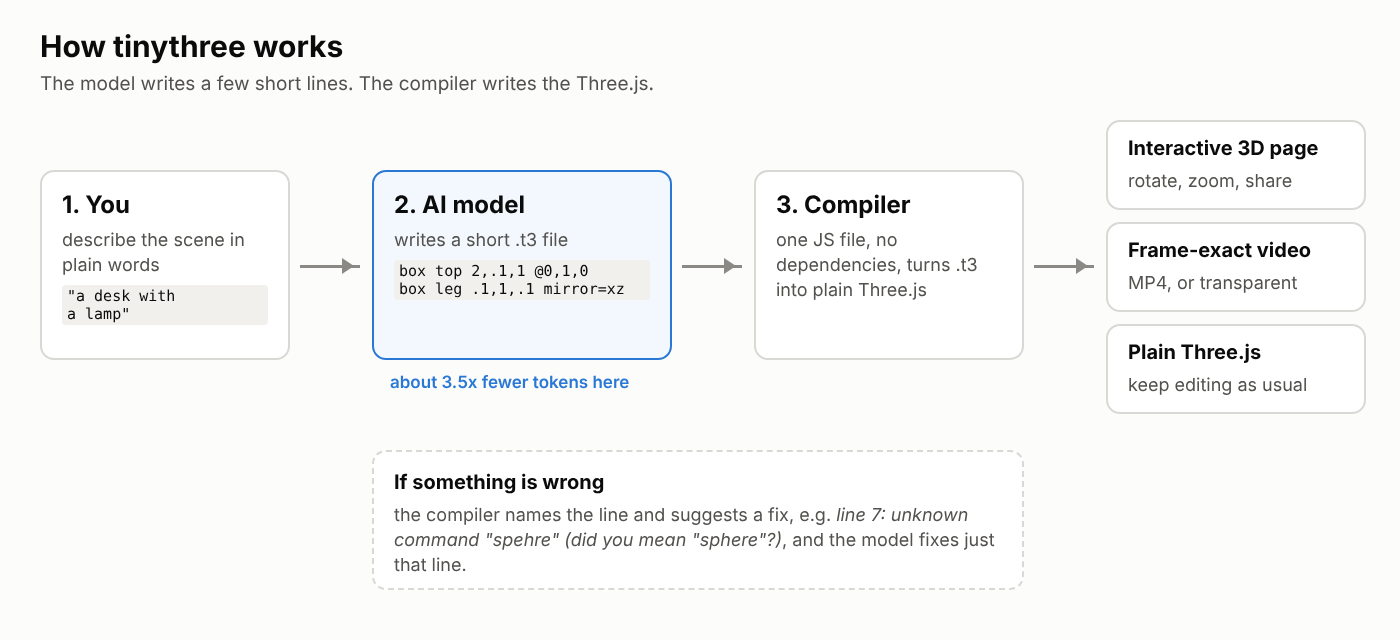 How tinythree works
The model writes a few short lines. The compiler writes the Three.js.
1. You
describe the scene in
plain words
"a desk with
a lamp"
2. AI model
writes a short .t3 file
box top 2,.1,1 @0,1,0
box leg .1,1,.1 mirror=xz
about 3.5x fewer tokens here
3. Compiler
one JS file, no
dependencies, turns .t3
into plain Three.js
Interactive 3D page
rotate, zoom, share
Frame-exact video
MP4, or transparent
Plain Three.js
keep editing as usual
If something is wrong
the compiler names the line and suggests a fix, e.g. line 7: unknown
command "spehre" (did you mean "sphere"?), and the model fixes just
that line.